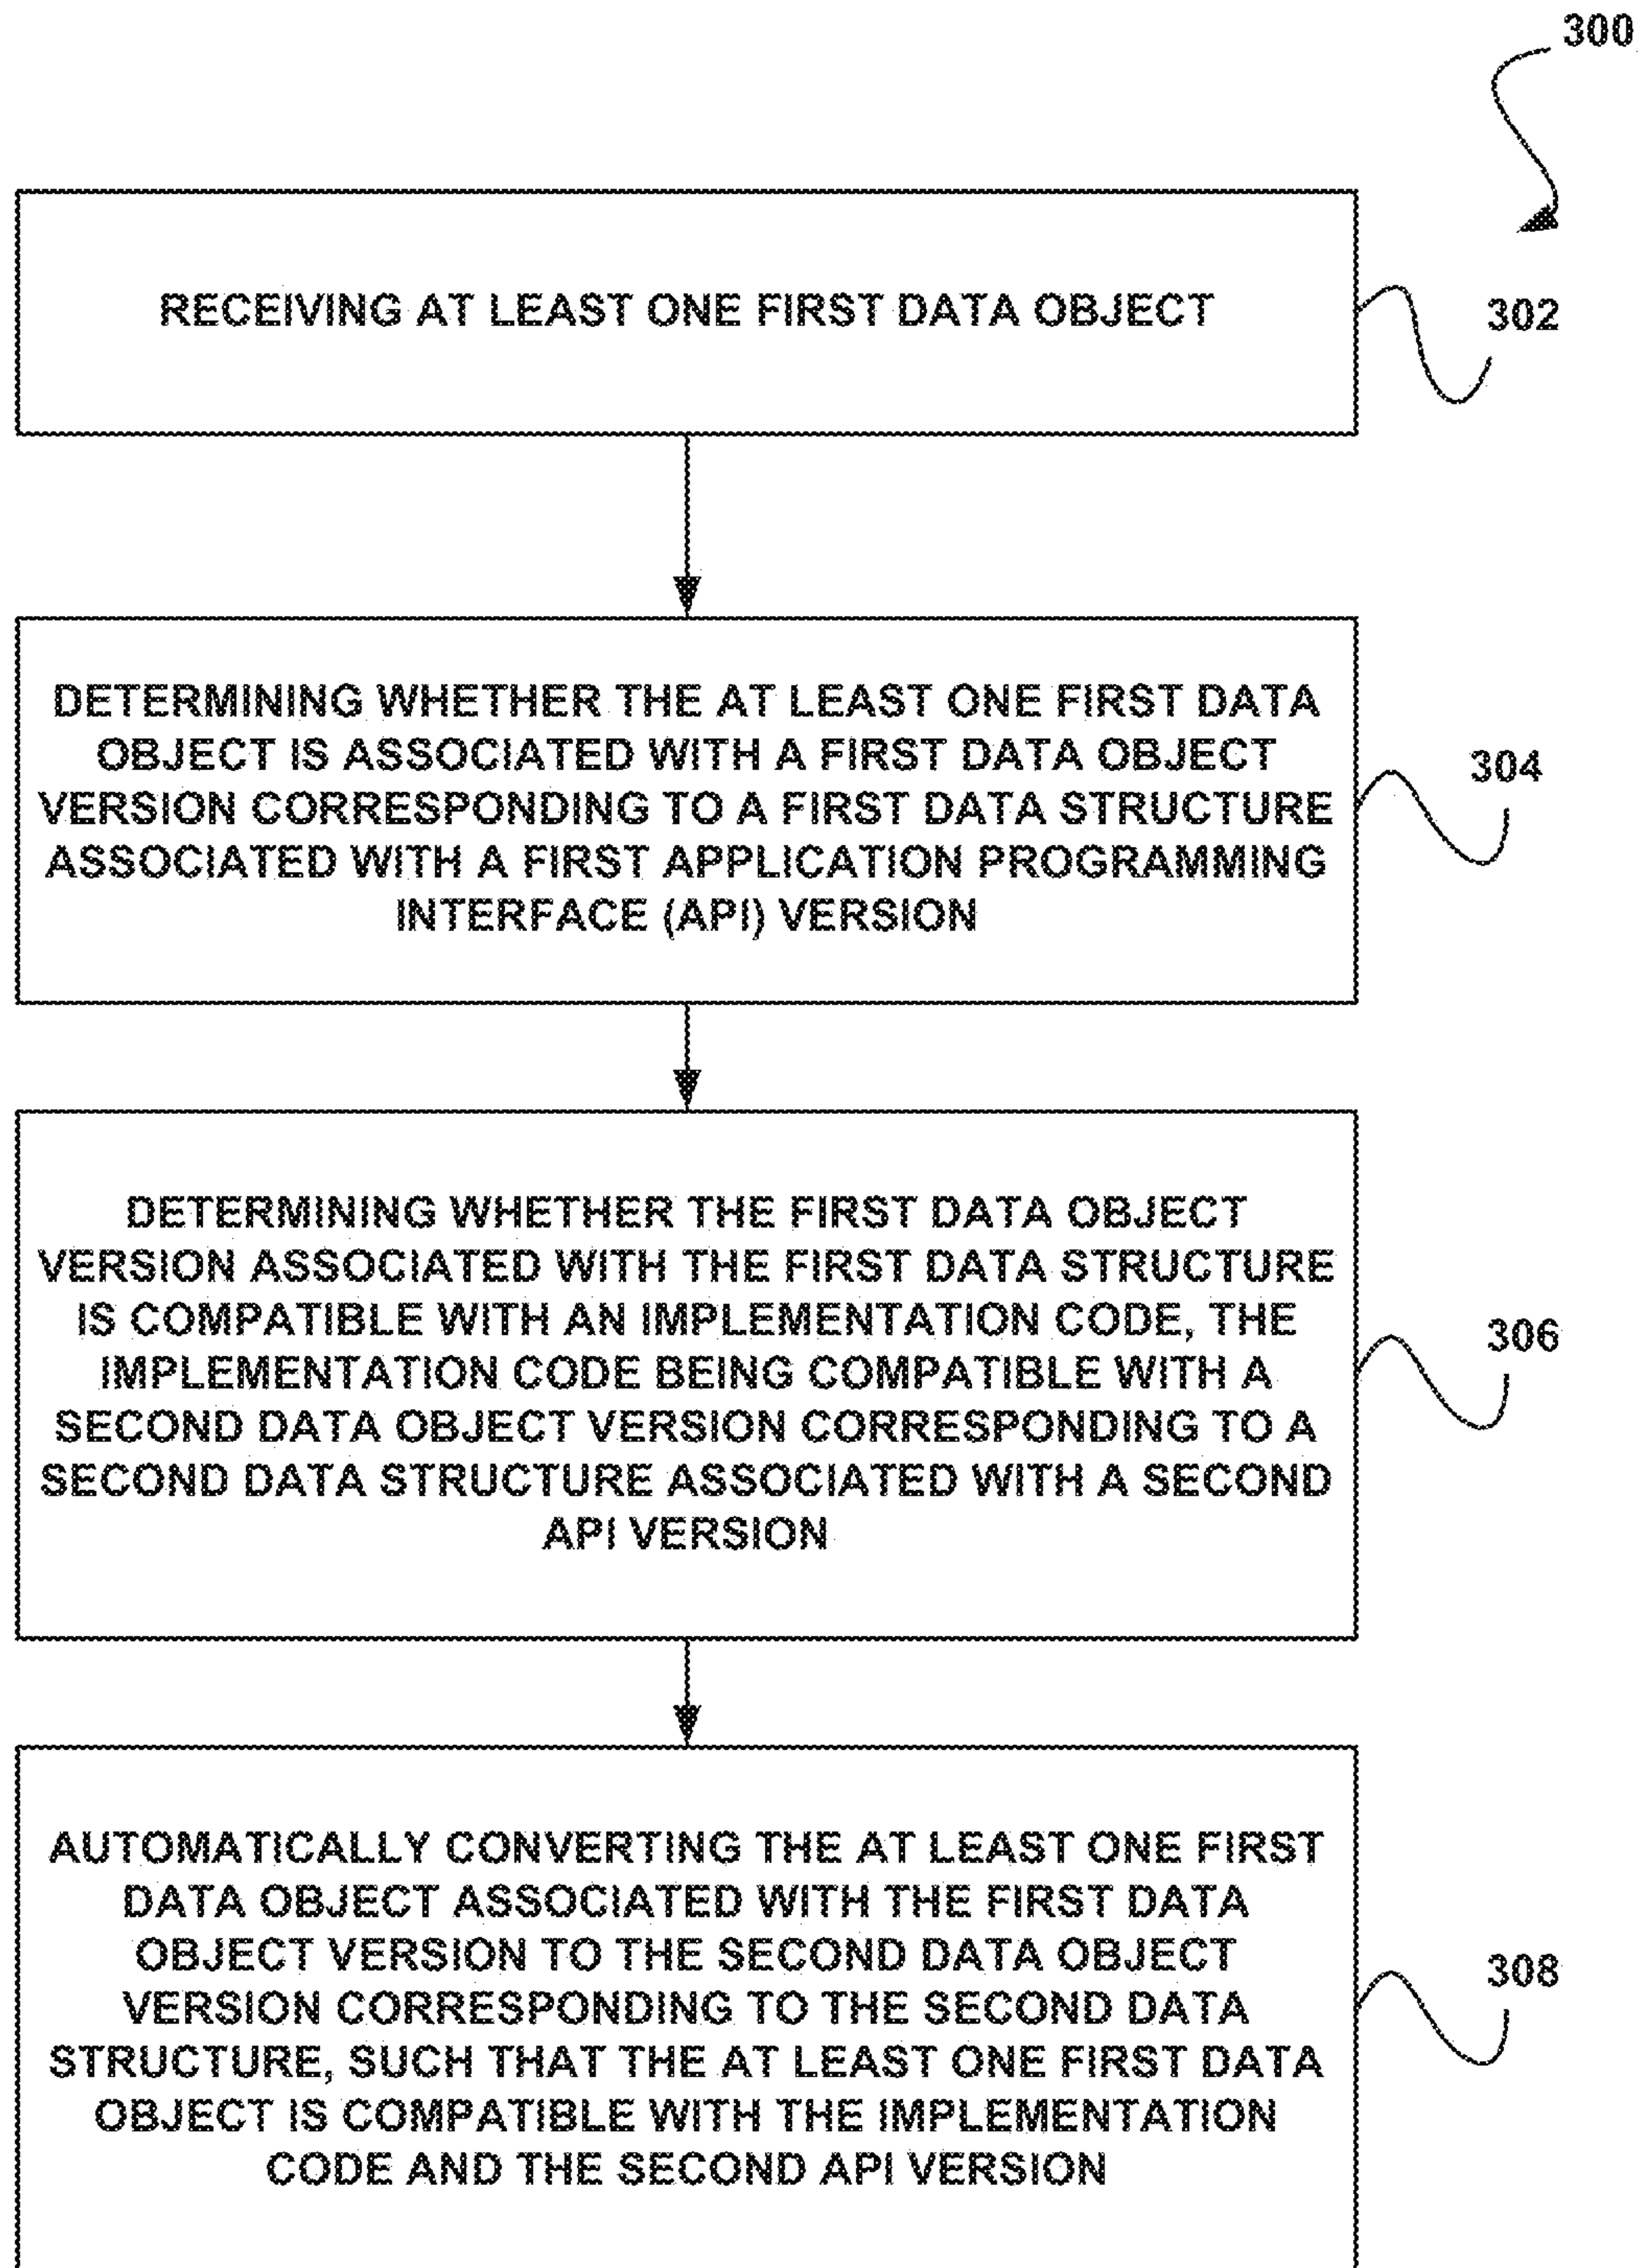 300
RECEIVING AT LEAST ONE FIRST DATA OBJECT
302
DETERMINING WHETHER THE AT LEAST ONE FIRST DATA
OBJECT IS ASSOCIATED WITH A FIRST DATA OBJECT
VERSION CORRESPONDING TO A FIRST DATA STRUCTURE
ASSOCIATED WITH A FIRST APPLICATION PROGRAMMING
INTERFACE (API) VERSION
304
DETERMINING WHETHER THE FIRST DATA OBJECT
VERSION ASSOCIATED WITH THE FIRST DATA STRUCTURE
IS COMPATIBLE WITH AN IMPLEMENTATION CODE, THE
IMPLEMENTATION CODE BEING COMPATIBLE WITH A
SECOND DATA OBJECT VERSION CORRESPONDING TO A
SECOND DATA STRUCTURE ASSOCIATED WITH A SECOND
API VERSION
306
AUTOMATICALLY CONVERTING THE AT LEAST ONE FIRST
DATA OBJECT ASSOCIATED WITH THE FIRST DATA
OBJECT VERSION TO THE SECOND DATA OBJECT
VERSION CORRESPONDING TO THE SECOND DATA
STRUCTURE, SUCH THAT THE AT LEAST ONE FIRST DATA
OBJECT IS COMPATIBLE WITH THE IMPLEMENTATION
CODE AND THE SECOND API VERSION
308